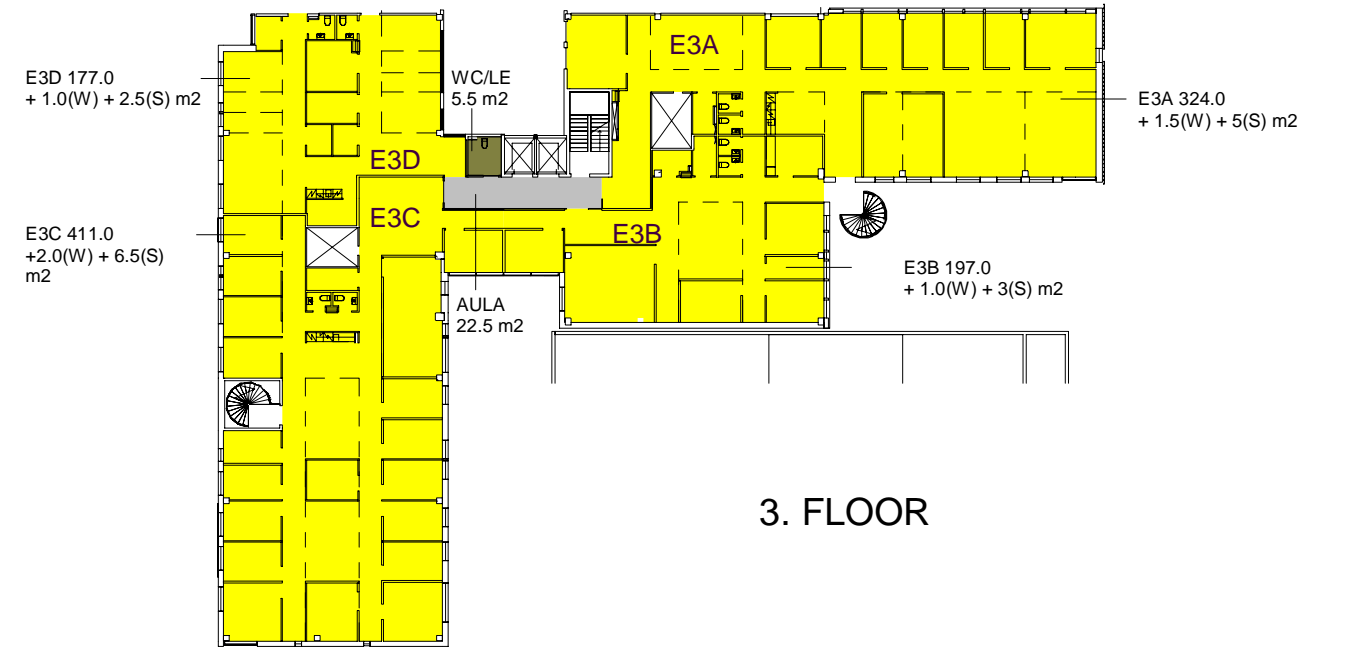 E3A
E3D 177.0
+ 1.0(W) + 2.5(S) m2
WC/LE
5.5 m2
E3A 324.0
+ 1.5(W) + 5(S) m2
E3D
E3C
E3B
E3C 411.0
+2.0(W) + 6.5(S)
m2
E3B 197.0
+ 1.0(W) + 3(S) m2
AULA
22.5 m2
3. FLOOR